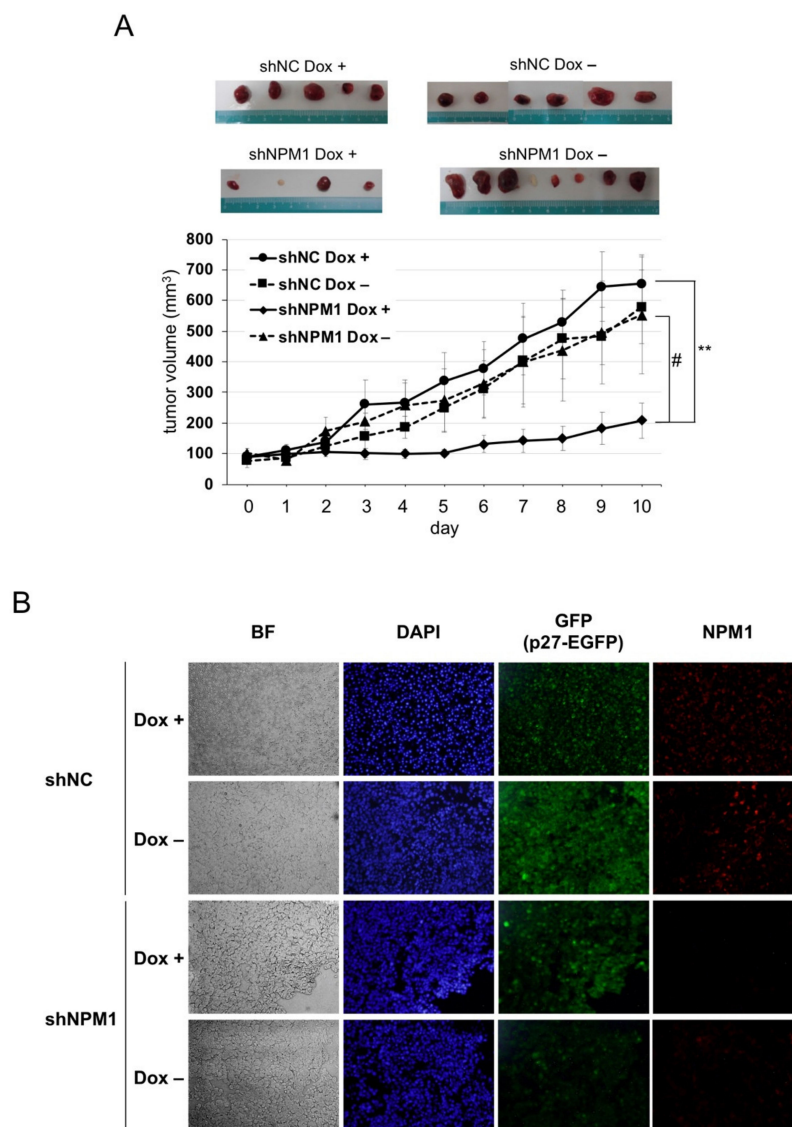 A
shNC Dox +
shNC Dox –
shNPM1 Dox +
shNPM1 Dox –
800
700
600
500
400
300
200
100
0
tumor volume (mm³)
shNC Dox +
shNC Dox –
shNPM1 Dox +
shNPM1 Dox –
#
**
0 1 2 3 4 5 6 7 8 9 10
day
B
BF DAPI GFP (p27-EGFP) NPM1
shNC
Dox +
Dox –
shNPM1
Dox +
Dox –